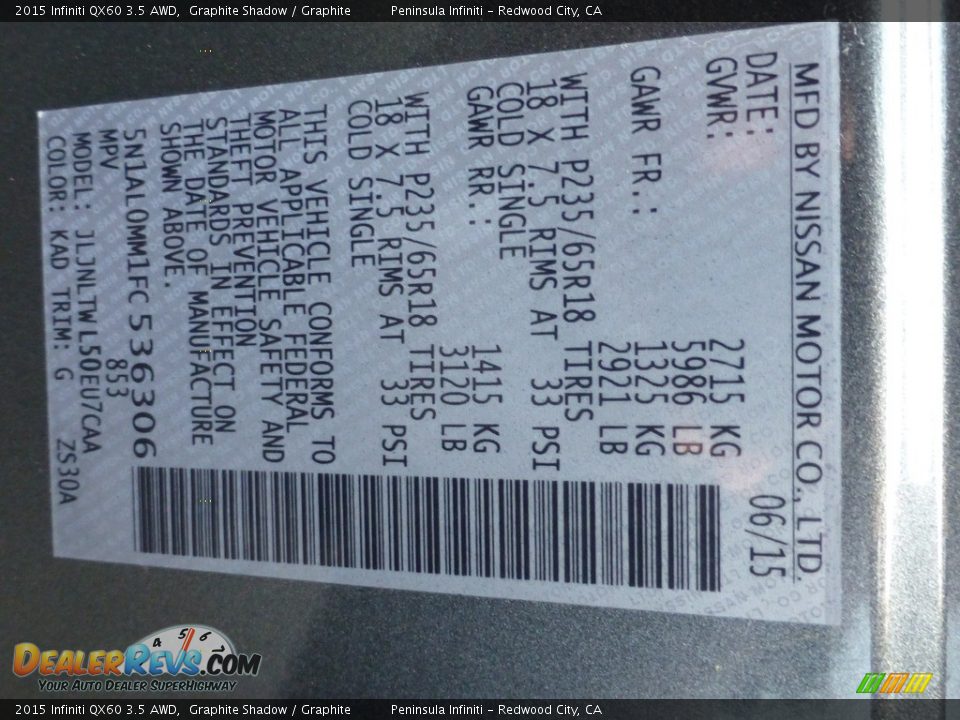 2015 Infiniti QX60 3.5 AWD,  Graphite Shadow / Graphite        Peninsula Infiniti - Redwood City, CA
MFD BY NISSAN MOTOR CO., LTD.
DATE: 06/15
GVWR: 2715 KG
5986 LB
GAWR FR.: 1325 KG
2921 LB
WITH P235/65R18 TIRES
18 X 7.5 RIMS AT 33 PSI
COLD SINGLE
GAWR RR.: 1415 KG
3120 LB
WITH P235/65R18 TIRES
18 X 7.5 RIMS AT 33 PSI
COLD SINGLE
THIS VEHICLE CONFORMS TO
ALL APPLICABLE FEDERAL
MOTOR VEHICLE SAFETY AND
THEFT PREVENTION
STANDARDS IN EFFECT ON
THE DATE OF MANUFACTURE
SHOWN ABOVE.
5N1AL0MM1FC536306
MPV 853
MODEL: JLJNLTWL50EU7CAA
COLOR: KAD TRIM: G ZS30A
4 5 6 7
DEALERREVS.COM
YOUR AUTO DEALER SUPERHIGHWAY
2015 Infiniti QX60 3.5 AWD,  Graphite Shadow / Graphite        Peninsula Infiniti - Redwood City, CA